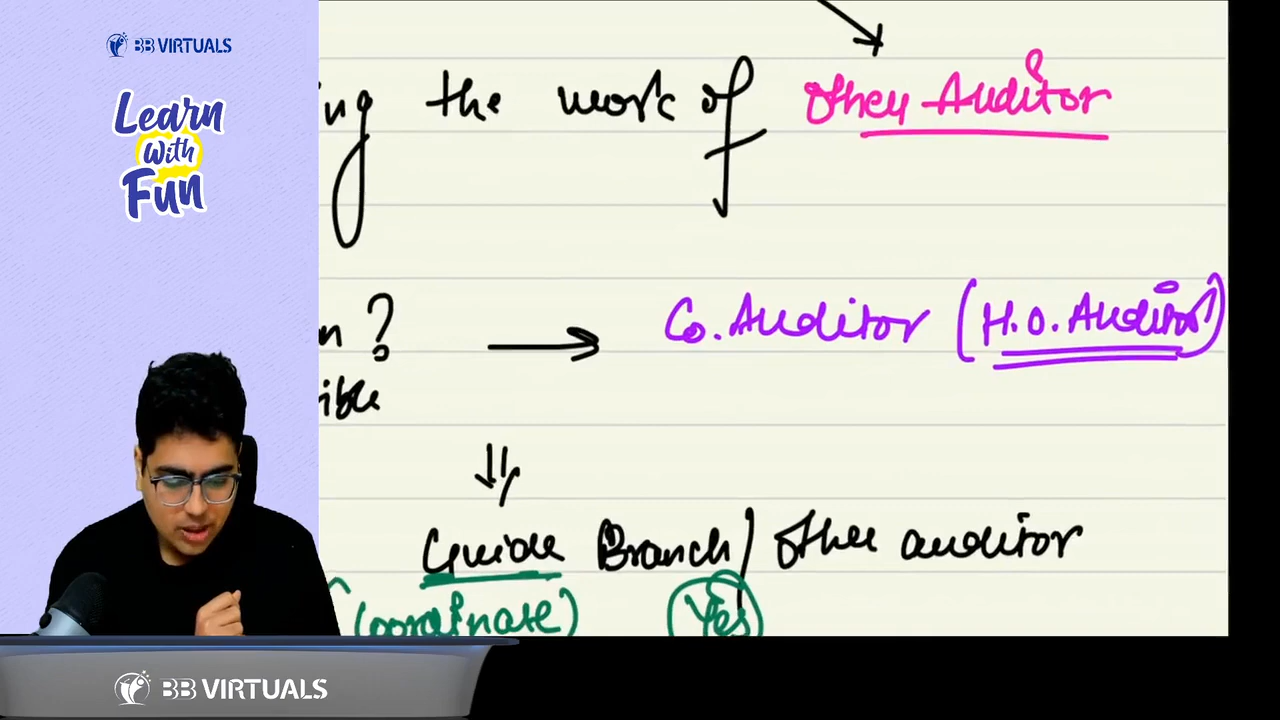 BB VIRTUALS
Learn
With
Fun
ing the work of other Auditor
n ? → Co. Auditor (H.O. Auditor)
ible
Guide Branch/other auditor
(coordinate) Yes
BB VIRTUALS